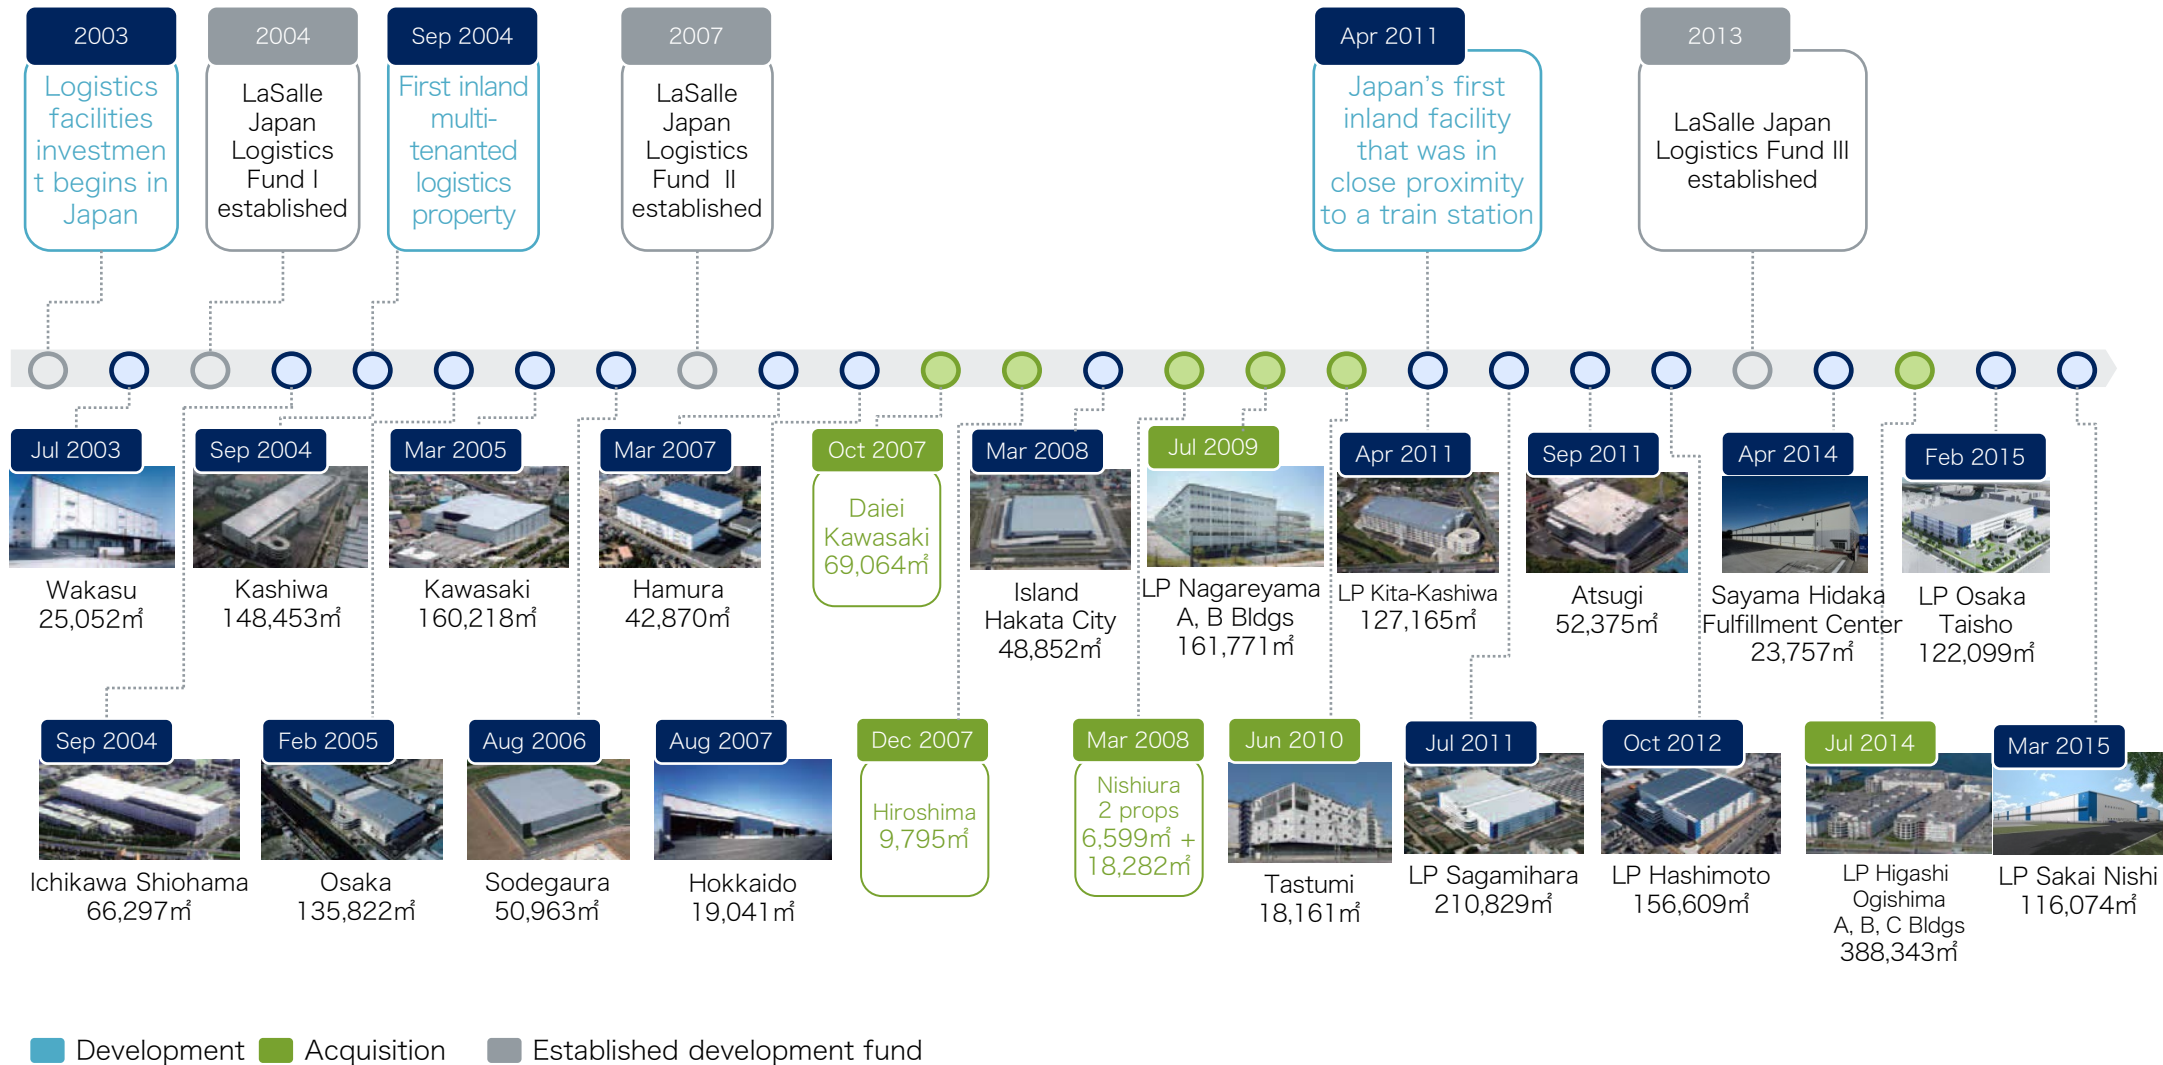 2003
Logistics
facilities
investmen
t begins in
Japan
2004
LaSalle
Japan
Logistics
Fund I
established
Sep 2004
First inland
multi-
tenanted
logistics
property
2007
LaSalle
Japan
Logistics
Fund II
established
Apr 2011
Japan's first
inland facility
that was in
close proximity
to a train station
2013
LaSalle Japan
Logistics Fund III
established
Jul 2003
Wakasu
25,052㎡
Sep 2004
Kashiwa
148,453㎡
Mar 2005
Kawasaki
160,218㎡
Mar 2007
Hamura
42,870㎡
Oct 2007
Daiei
Kawasaki
69,064㎡
Mar 2008
Island
Hakata City
48,852㎡
Jul 2009
LP Nagareyama
A, B Bldgs
161,771㎡
Apr 2011
LP Kita-Kashiwa
127,165㎡
Sep 2011
Atsugi
52,375㎡
Apr 2014
Sayama Hidaka
Fulfillment Center
23,757㎡
Feb 2015
LP Osaka
Taisho
122,099㎡
Sep 2004
Ichikawa Shiohama
66,297㎡
Feb 2005
Osaka
135,822㎡
Aug 2006
Sodegaura
50,963㎡
Aug 2007
Hokkaido
19,041㎡
Dec 2007
Hiroshima
9,795㎡
Mar 2008
Nishiura
2 props
6,599㎡ +
18,282㎡
Jun 2010
Tastumi
18,161㎡
Jul 2011
LP Sagamihara
210,829㎡
Oct 2012
LP Hashimoto
156,609㎡
Jul 2014
LP Higashi
Ogishima
A, B, C Bldgs
388,343㎡
Mar 2015
LP Sakai Nishi
116,074㎡
Development
Acquisition
Established development fund